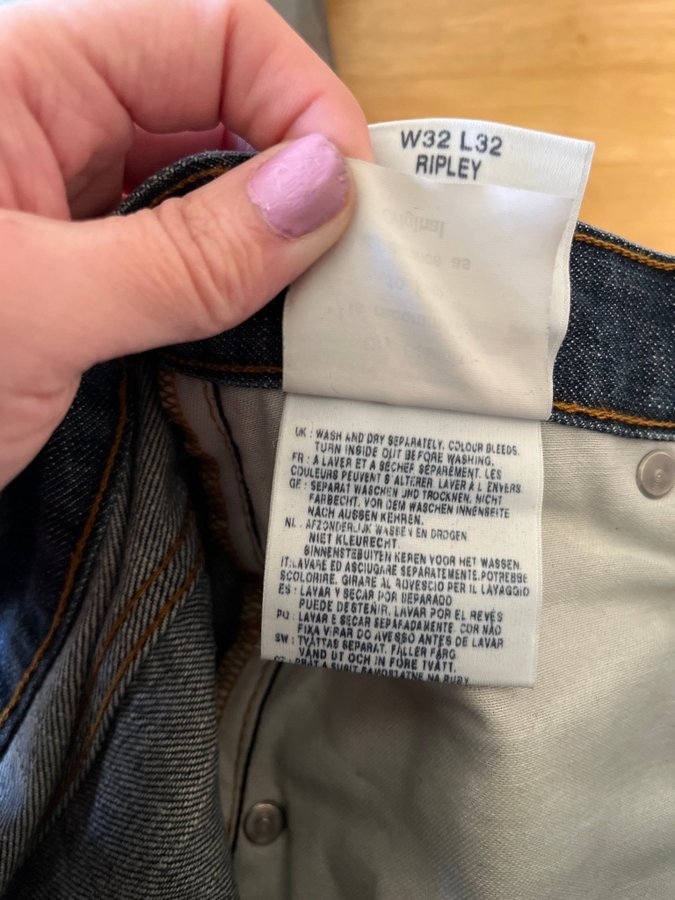 W32 L32
RIPLEY
original
as
UK : WASH AND DRY SEPARATELY. COLOUR BLEEDS.
TURN INSIDE OUT BEFORE WASHING.
FR : A LAVER ET A SECHEF SEPAREMENT. LES
COULEURS PEUVENT S ALTERER. LAVER A L ENVERS
GE : SEPARAT WASCHEN UND TROCKNEN. NICHT
FARBECHT. VOR DEM WASCHEN INNENSEITE
NACH AUSSEN KEHREN.
NL : AFZONDERLIJK WASSEN EN DROGEN
NIET KLEURECHT.
BINNENSTEBUITEN KEREN VOOR HET WASSEN.
IT: LAVARE ED ASCIUGARE SEPARATEMENTE. POTREBBE
SCOLORIRE. GIRARE AL ROVESCIO PER IL LAVAGGIO
ES : LAVAR Y SECAR POR SEPARADO
PUEDE DESTEÑIR. LAVAR POR EL REVÉS
PU : LAVAR E SECAR SEPARADAMENTE. COR NÃO
FIXA VIRAR DO AVESSO ANTES DE LAVAR
SW : TVÄTTAS SEPARAT. FÄLLER FÄRG
VÄND UT OCH IN FÖRE TVÄTT.